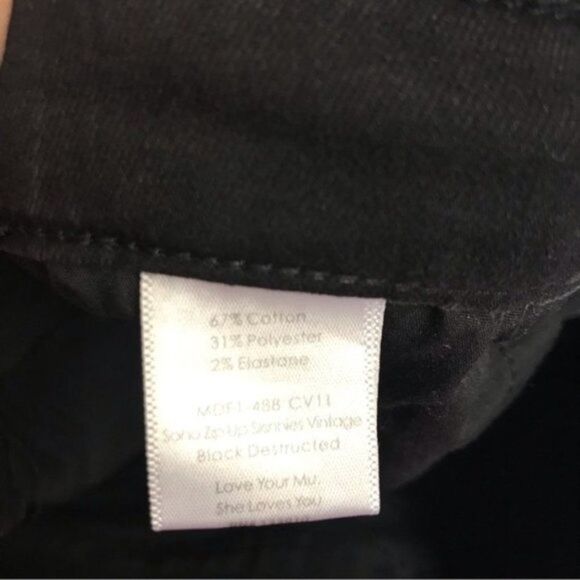 67% Cotton
31% Polyester
2% Elastane
MDF1-488 CV11
Soho Zip Up Skinnies Vintage
Black Destructed
Love Your Mu,
She Loves You